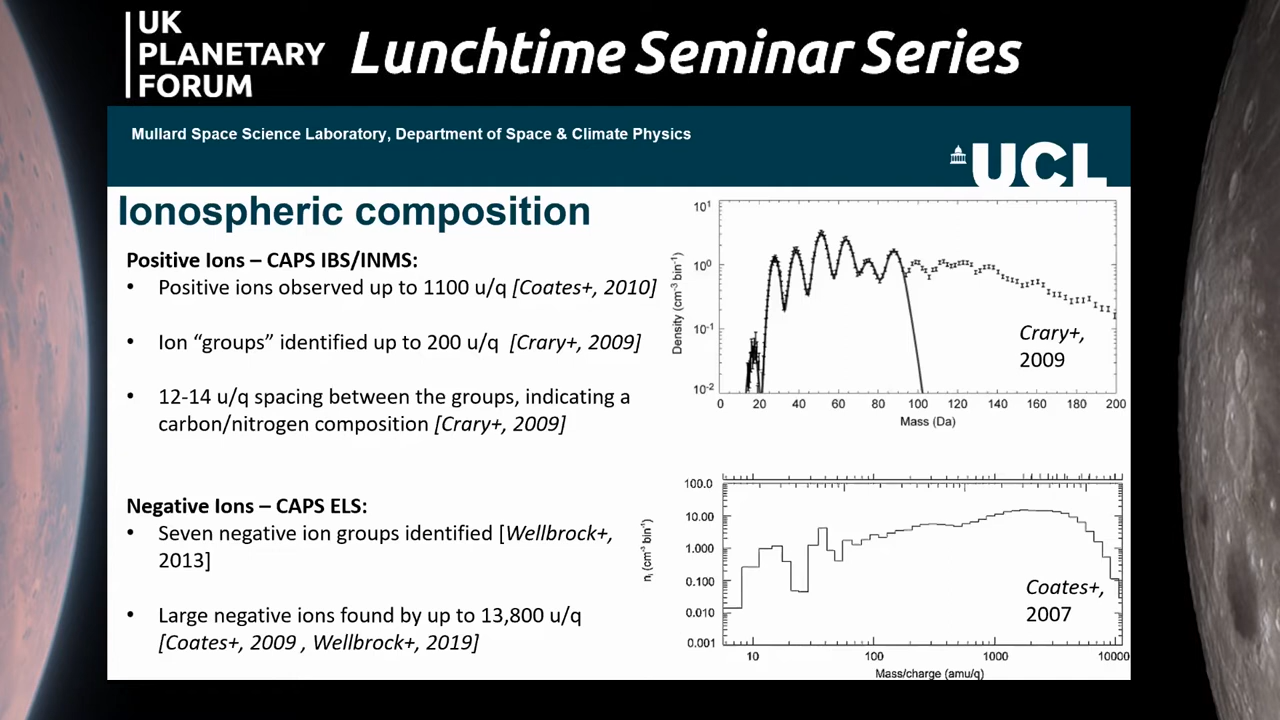 UK
PLANETARY
FORUM
Lunchtime Seminar Series
Mullard Space Science Laboratory, Department of Space & Climate Physics
UCL
Ionospheric composition
Positive Ions – CAPS IBS/INMS:
• Positive ions observed up to 1100 u/q [Coates+, 2010]
• Ion “groups” identified up to 200 u/q [Crary+, 2009]
• 12-14 u/q spacing between the groups, indicating a
carbon/nitrogen composition [Crary+, 2009]
Negative Ions – CAPS ELS:
• Seven negative ion groups identified [Wellbrock+,
2013]
• Large negative ions found by up to 13,800 u/q
[Coates+, 2009 , Wellbrock+, 2019]
Density (cm⁻³ bin⁻¹)
10¹
10⁰
10⁻¹
10⁻²
0 20 40 60 80 100 120 140 160 180 200
Mass (Da)
Crary+,
2009
nᵢ (cm⁻³ bin⁻¹)
100.0
10.00
1.000
0.100
0.010
0.001
10 100 1000 10000
Mass/charge (amu/q)
Coates+,
2007